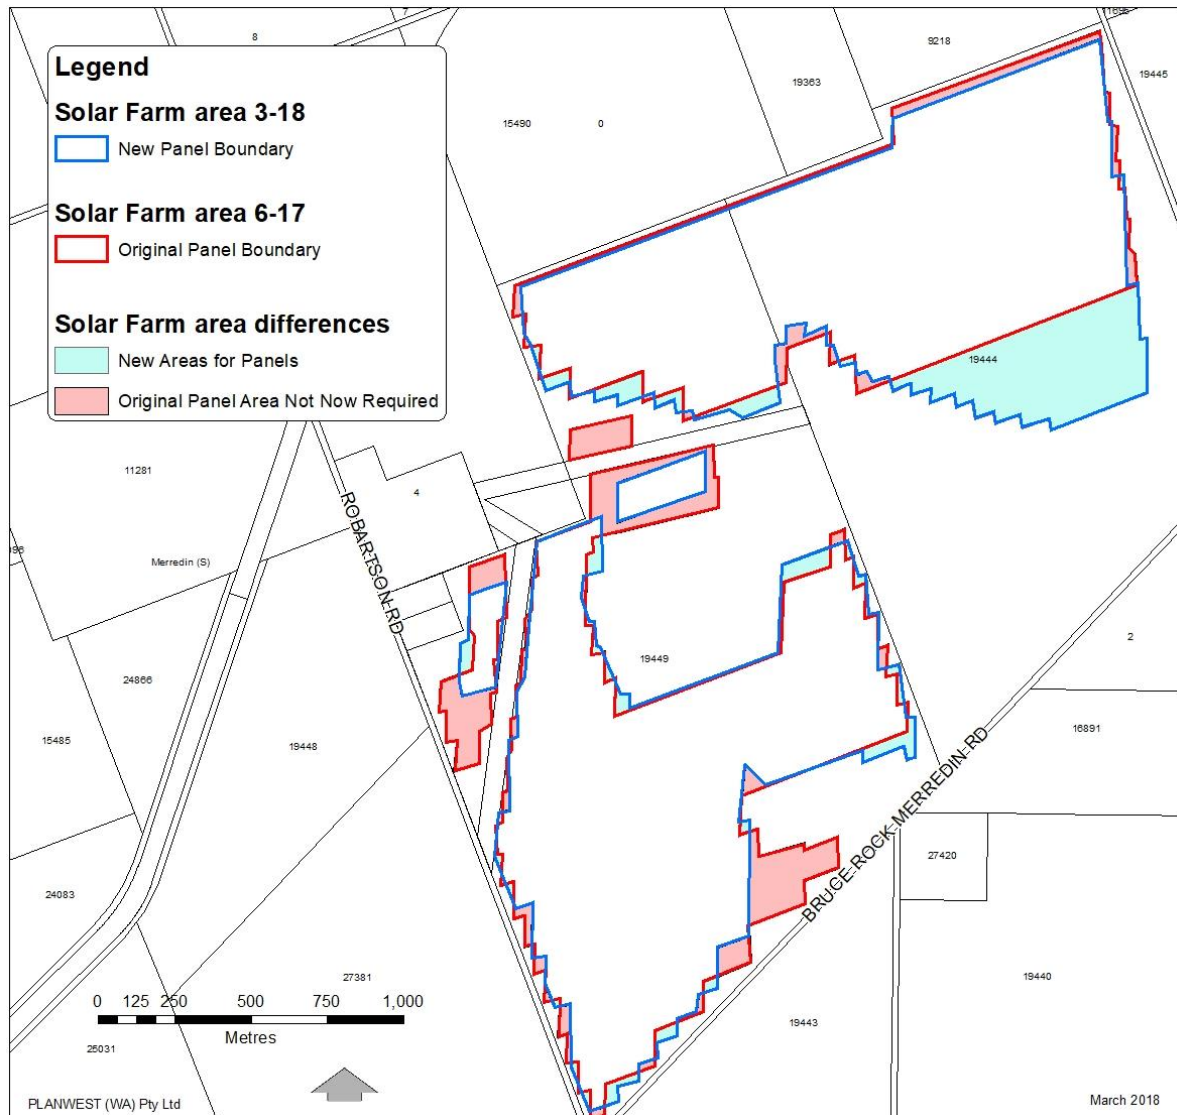 7
11695
8
9218
19445
19363
15490
0
Legend
Solar Farm area 3-18
New Panel Boundary
Solar Farm area 6-17
Original Panel Boundary
Solar Farm area differences
New Areas for Panels
Original Panel Area Not Now Required
19444
11281
4
ROBARTSON RD
Merredin (S)
2
19449
24866
16891
15485
19448
BRUCE ROCK-MERREDIN RD
27420
24083
27381
19440
0 125 250 500 750 1,000
Metres
19443
25031
PLANWEST (WA) Pty Ltd
March 2018